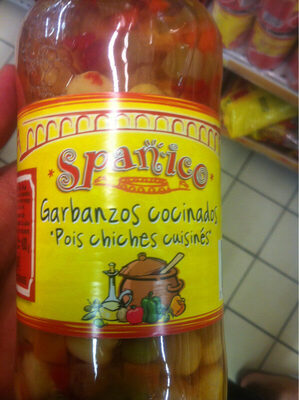 Spanico
Garbanzos cocinados
"Pois chiches cuisinés"